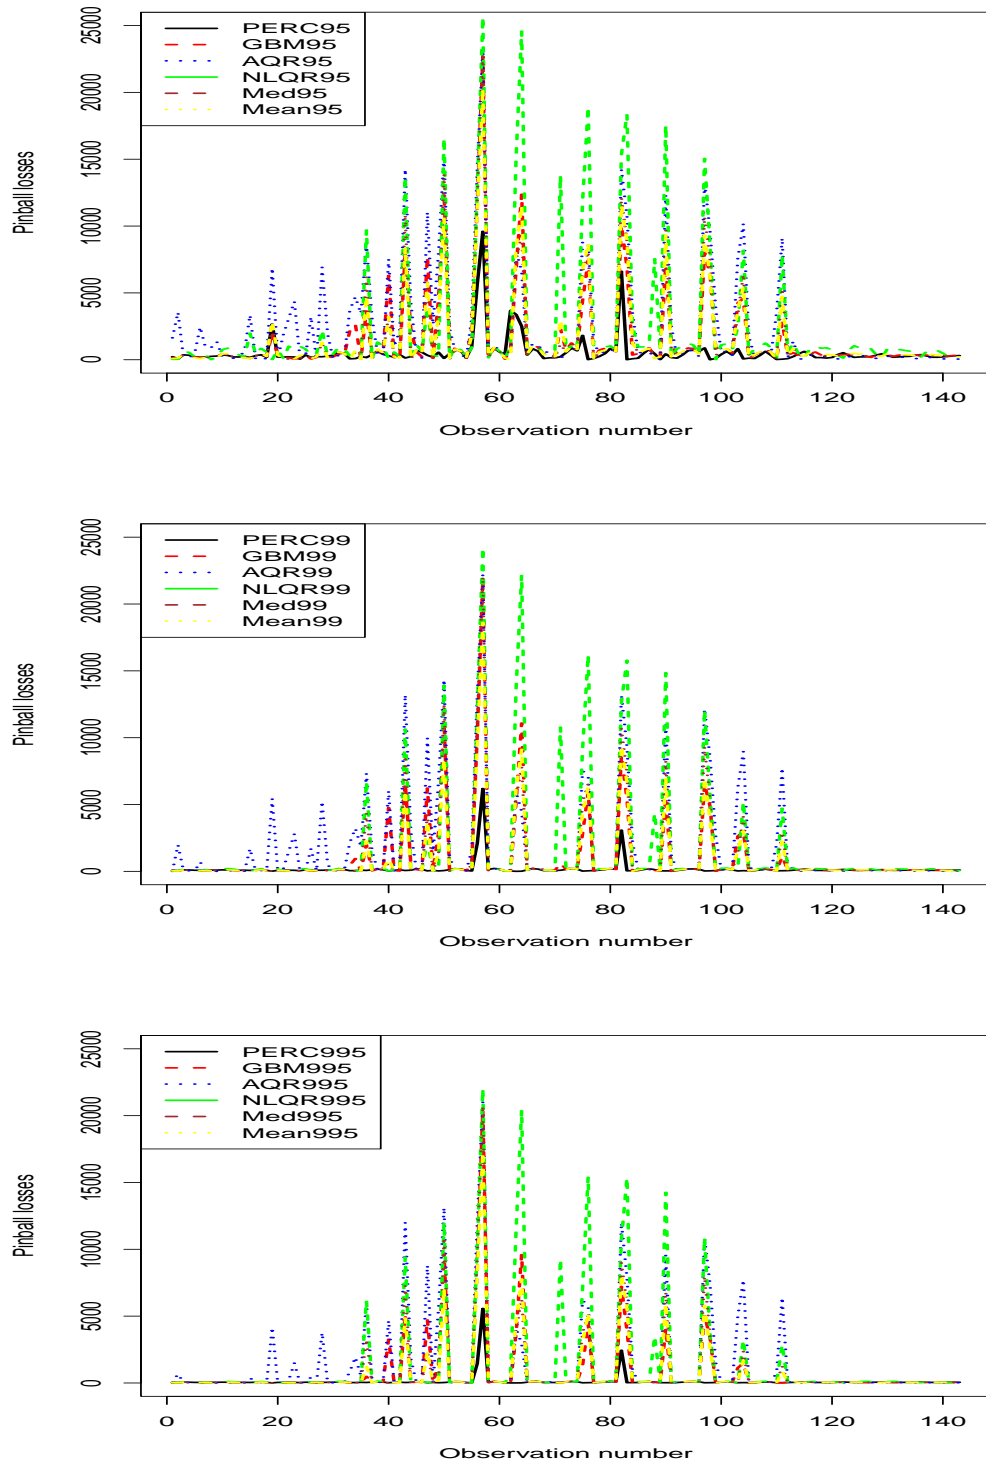 PERC95
GBM95
AQR95
NLQR95
Med95
Mean95
Pinball losses
0 5000 10000 15000 20000 25000
0 20 40 60 80 100 120 140
Observation number
PERC99
GBM99
AQR99
NLQR99
Med99
Mean99
Pinball losses
0 5000 10000 15000 20000 25000
0 20 40 60 80 100 120 140
Observation number
PERC995
GBM995
AQR995
NLQR995
Med995
Mean995
Pinball losses
0 5000 10000 15000 20000 25000
0 20 40 60 80 100 120 140
Observation number